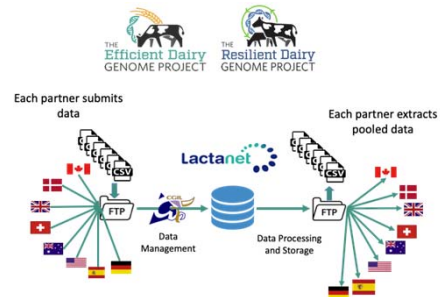 THE
Efficient Dairy
GENOME PROJECT
THE
Resilient Dairy
GENOME PROJECT
Each partner submits
data
Each partner extracts
pooled data
CSV
Lactanet
CSV
FTP
CGIL
FTP
Data
Management
Data Processing
and Storage